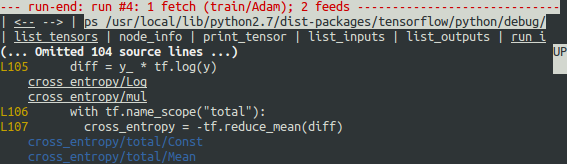 --- run-end: run #4: 1 fetch (train/Adam); 2 feeds ---------------------------
| <-- --> | ps /usr/local/lib/python2.7/dist-packages/tensorflow/python/debug/
| list_tensors | node_info | print_tensor | list_inputs | list_outputs | run_i
(... Omitted 104 source lines ...) UP
L105 diff = y_ * tf.log(y)
cross_entropy/Log
cross_entropy/mul
L106 with tf.name_scope("total"):
L107 cross_entropy = -tf.reduce_mean(diff)
cross_entropy/total/Const
cross_entropy/total/Mean